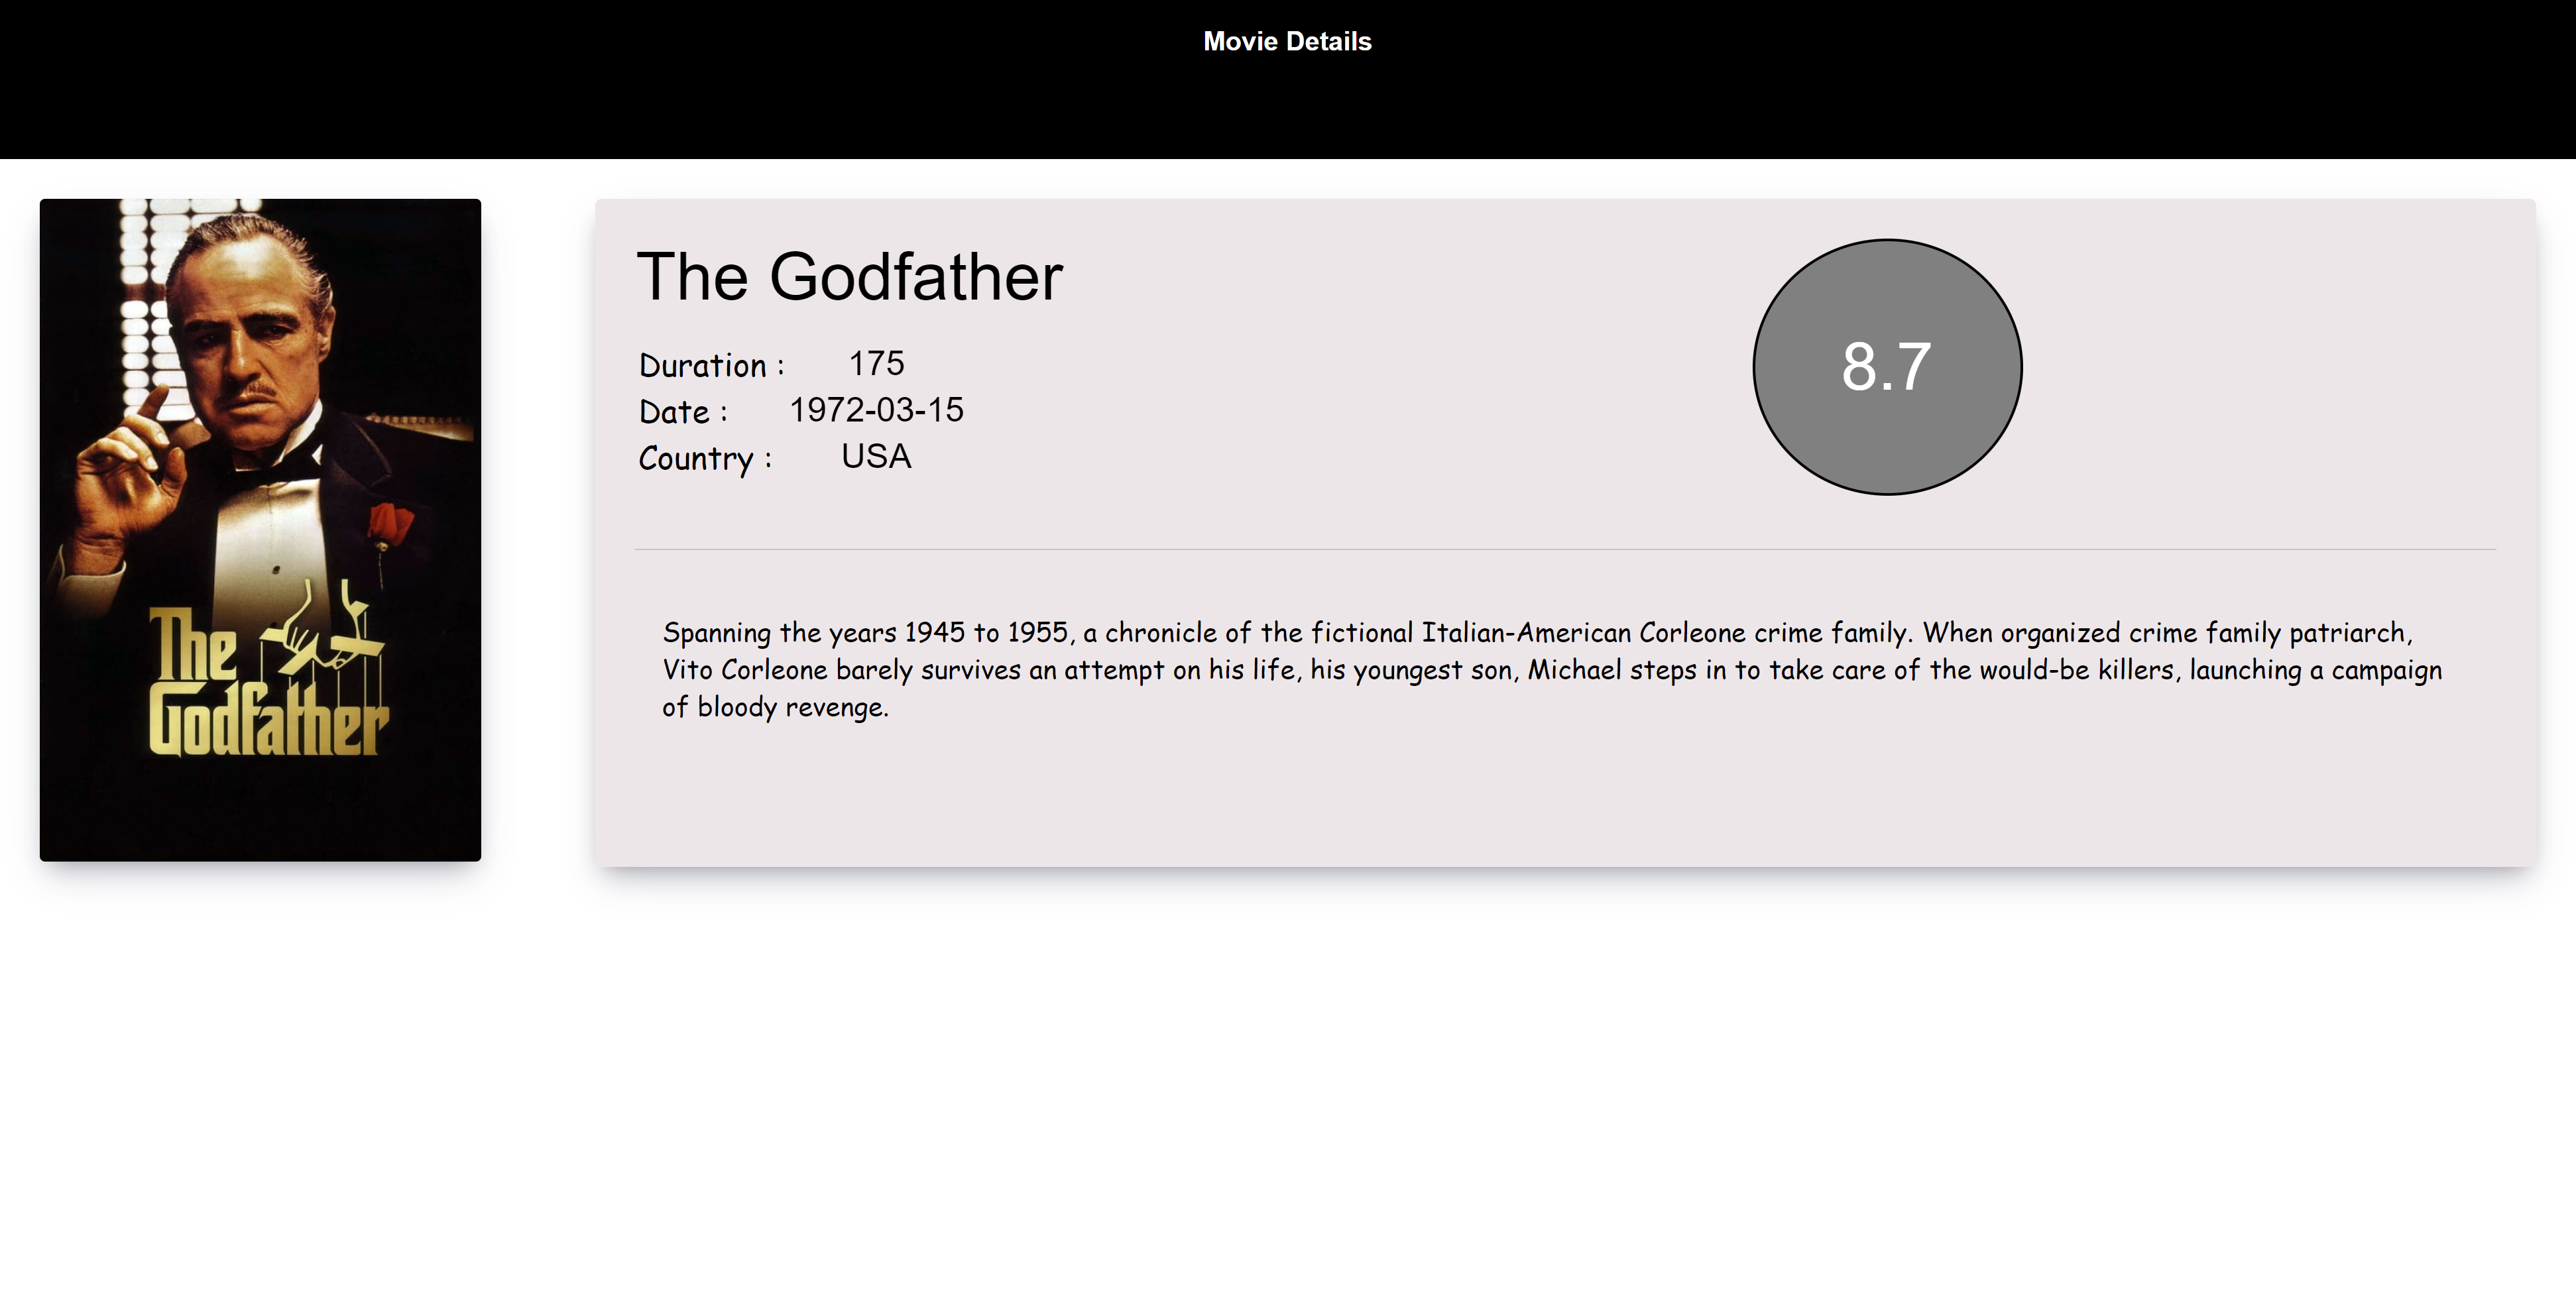 Movie Details
The
Godfather
The Godfather
Duration : 175
Date : 1972-03-15
Country : USA
8.7
Spanning the years 1945 to 1955, a chronicle of the fictional Italian-American Corleone crime family. When organized crime family patriarch,
Vito Corleone barely survives an attempt on his life, his youngest son, Michael steps in to take care of the would-be killers, launching a campaign
of bloody revenge.